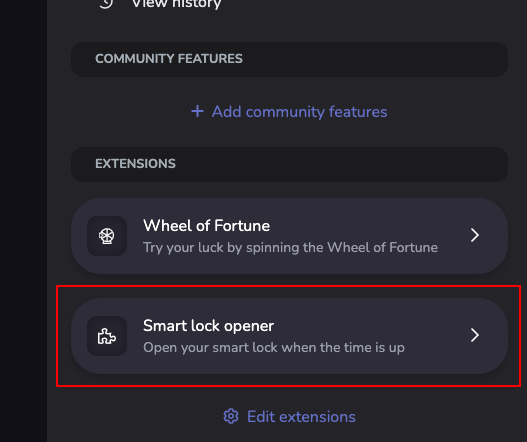 View history
COMMUNITY FEATURES
+ Add community features
EXTENSIONS
Wheel of Fortune
Try your luck by spinning the Wheel of Fortune
Smart lock opener
Open your smart lock when the time is up
Edit extensions